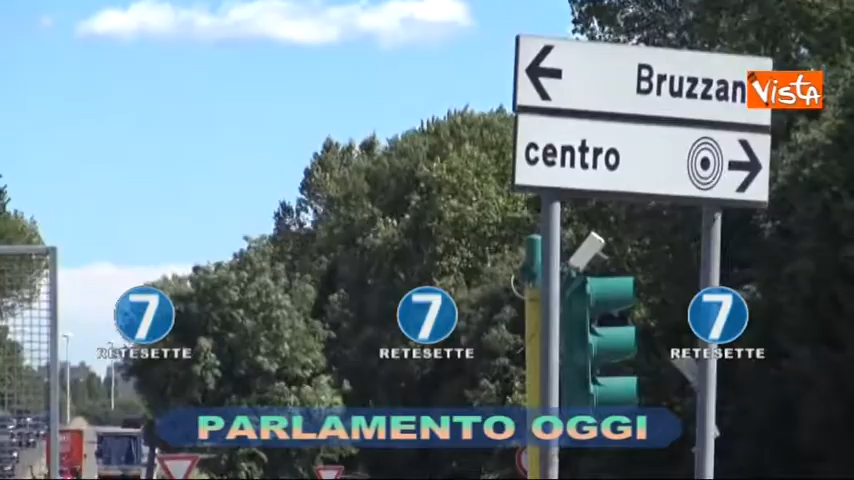 Bruzzan
VISTA
centro
7
RETESETTE
7
RETESETTE
7
RETESETTE
PARLAMENTO OGGI